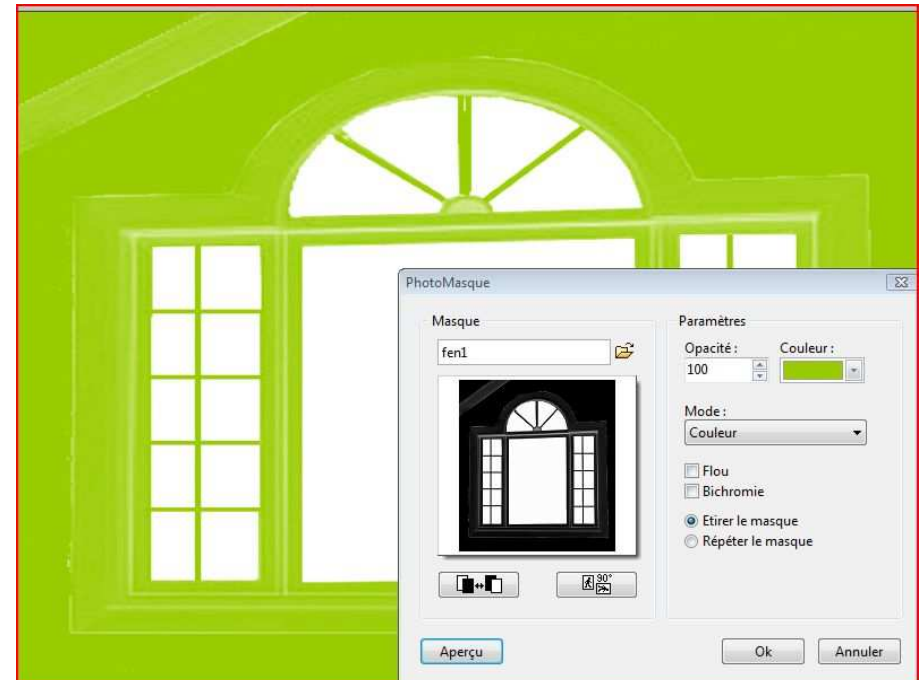 PhotoMasque
Masque
fen1
Paramètres
Opacité :
Couleur :
100
Mode :
Couleur
Flou
Bichromie
Etirer le masque
Répéter le masque
90°
Aperçu
Ok
Annuler